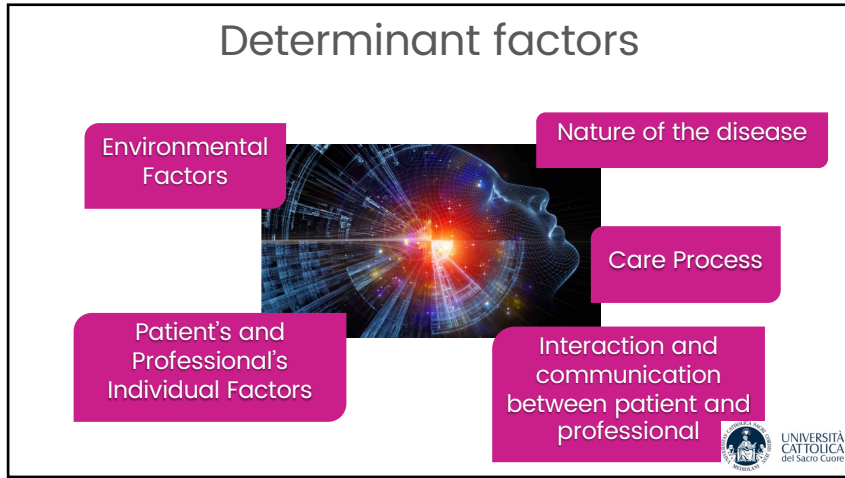 Determinant factors
Environmental
Factors
Nature of the disease
Care Process
Patient's and
Professional's
Individual Factors
Interaction and
communication
between patient and
professional
UNIVERSITÀ
CATTOLICA
del Sacro Cuore